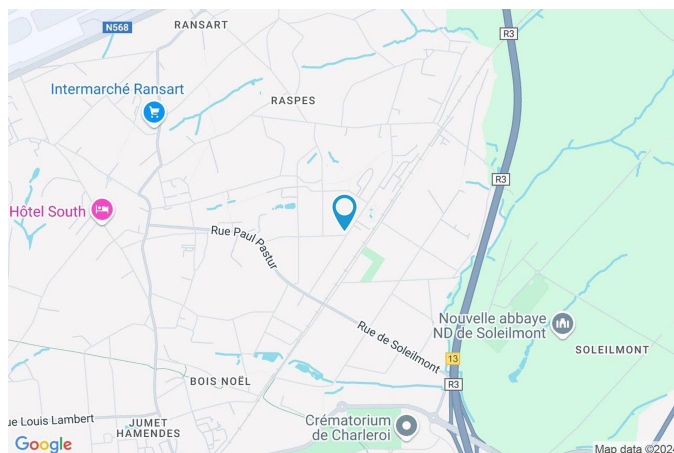 RANSART
N568
R3
Intermarché Ransart
RASPES
R3
Hôtel South
Rue Paul Pastur
Nouvelle abbaye
ND de Soleilmont
Rue de Soleilmont
SOLEILMONT
13
BOIS NOËL
R3
ue Louis Lambert
JUMET
HAMENDES
Crématorium
de Charleroi
Google
Map data ©2024